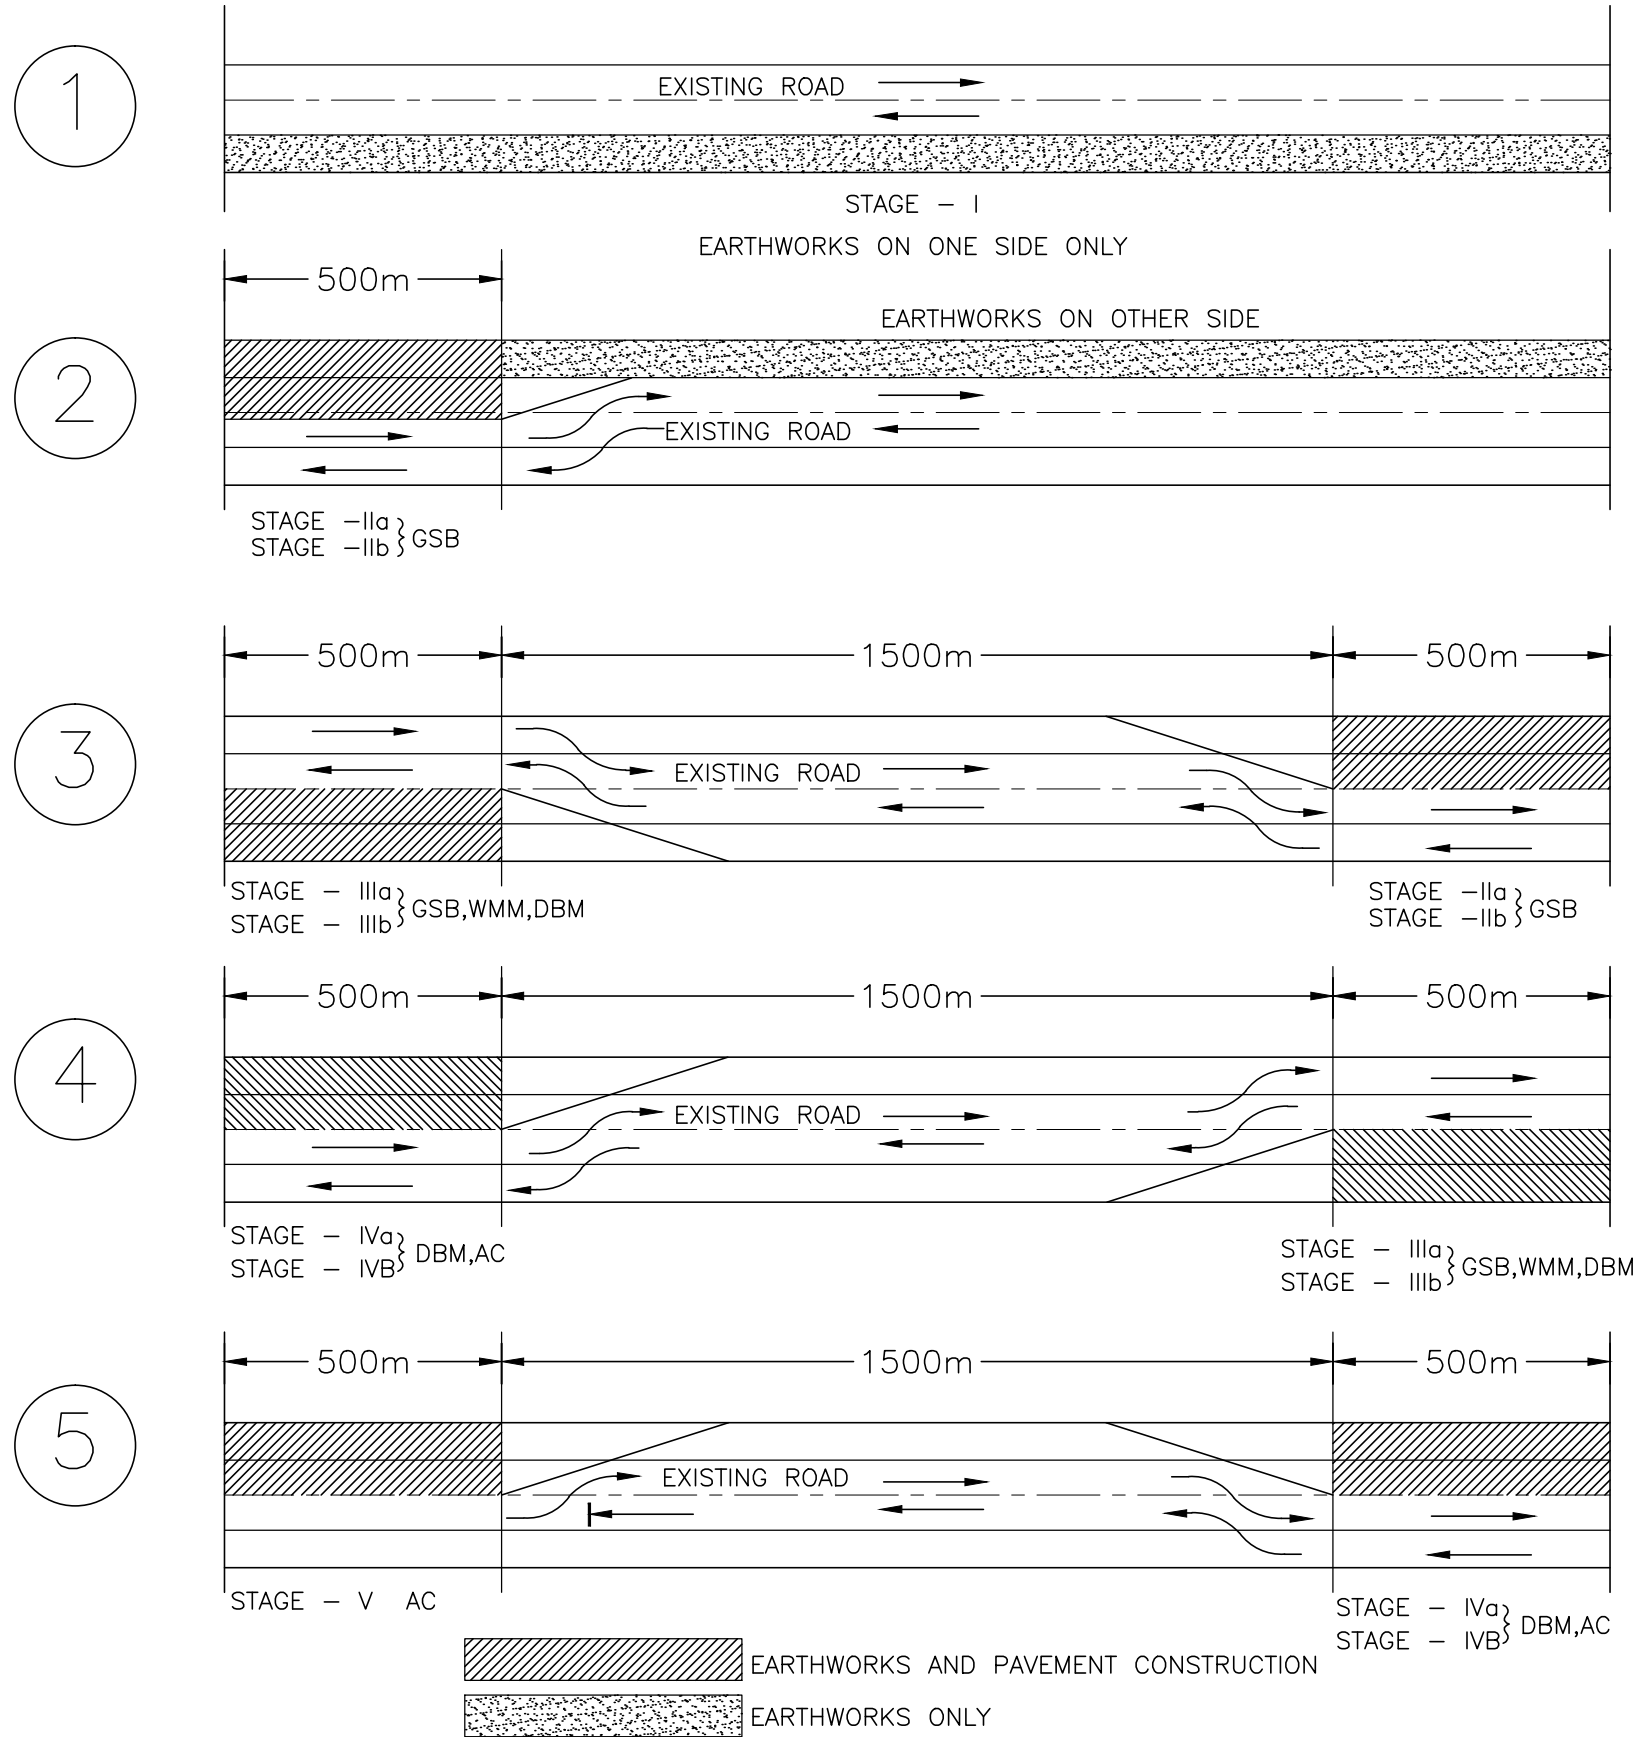 1
EXISTING ROAD
STAGE - I
EARTHWORKS ON ONE SIDE ONLY
500m
EARTHWORKS ON OTHER SIDE
2
EXISTING ROAD
STAGE -IIa
STAGE -IIb
GSB
500m 1500m 500m
3
EXISTING ROAD
STAGE - IIIa
STAGE - IIIb
GSB,WMM,DBM
STAGE -IIa
STAGE -IIb
GSB
500m 1500m 500m
4
EXISTING ROAD
STAGE - IVa
STAGE - IVB
DBM,AC
STAGE - IIIa
STAGE - IIIb
GSB,WMM,DBM
500m 1500m 500m
5
EXISTING ROAD
STAGE - V AC
STAGE - IVa
STAGE - IVB
DBM,AC
EARTHWORKS AND PAVEMENT CONSTRUCTION
EARTHWORKS ONLY